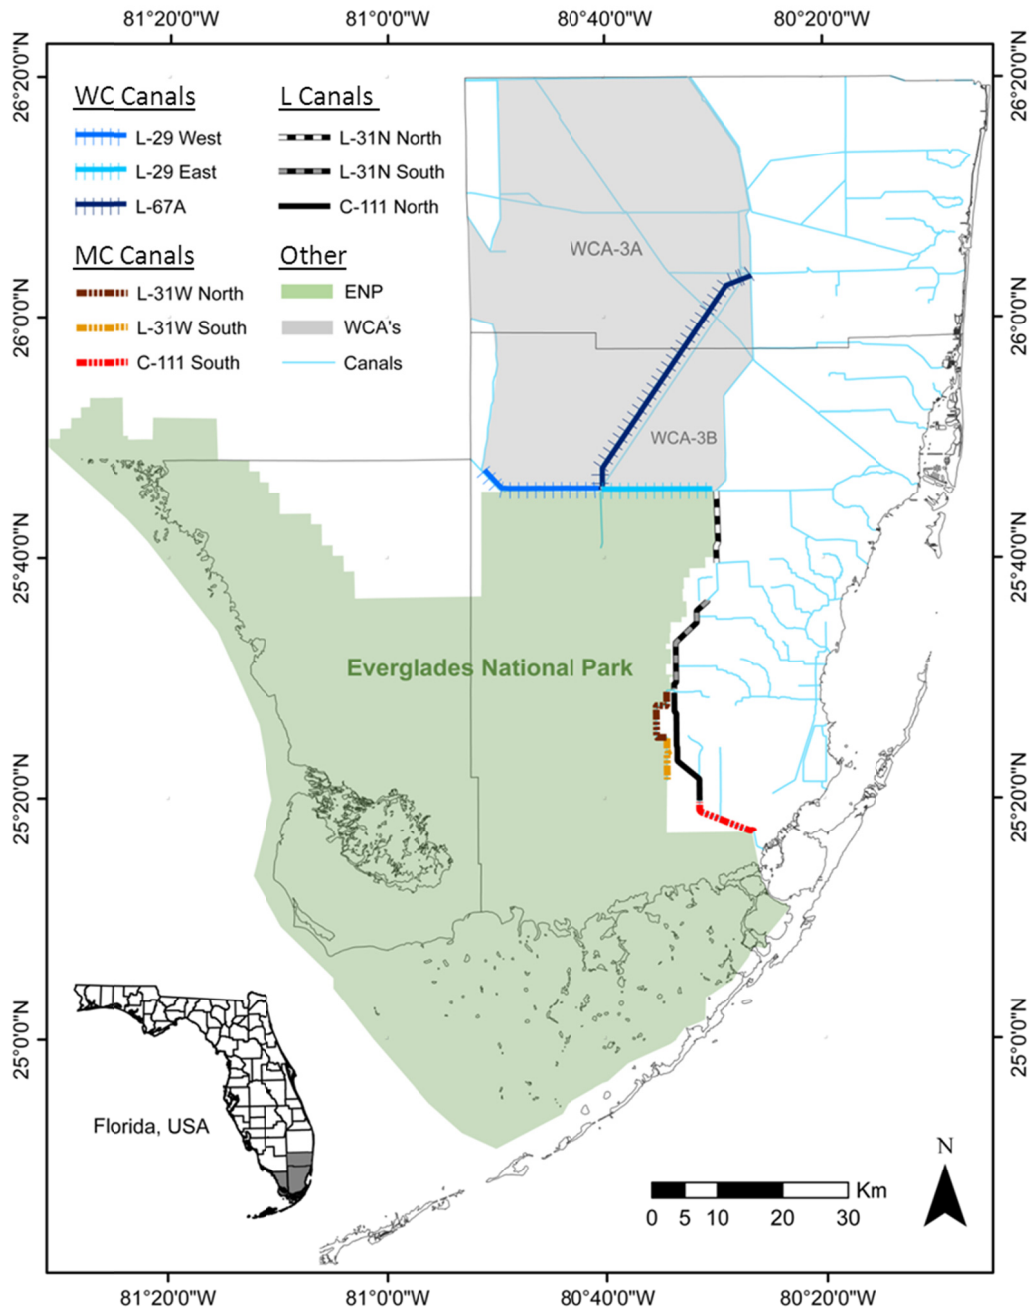 81°20'0"W 81°00'0"W 80°40'0"W 80°20'0"W
26°20'0"N 26°20'0"N
WC Canals L Canals
L-29 West L-31N North
L-29 East L-31N South
L-67A C-111 North
MC Canals Other
L-31W North ENP
L-31W South WCA's
C-111 South Canals
WCA-3A
26°0'0"N 26°0'0"N
WCA-3B
25°40'0"N 25°40'0"N
Everglades National Park
25°20'0"N 25°20'0"N
25°0'0"N 25°0'0"N
Florida, USA
N
Km
0 5 10 20 30
81°20'0"W 81°00'0"W 80°40'0"W 80°20'0"W